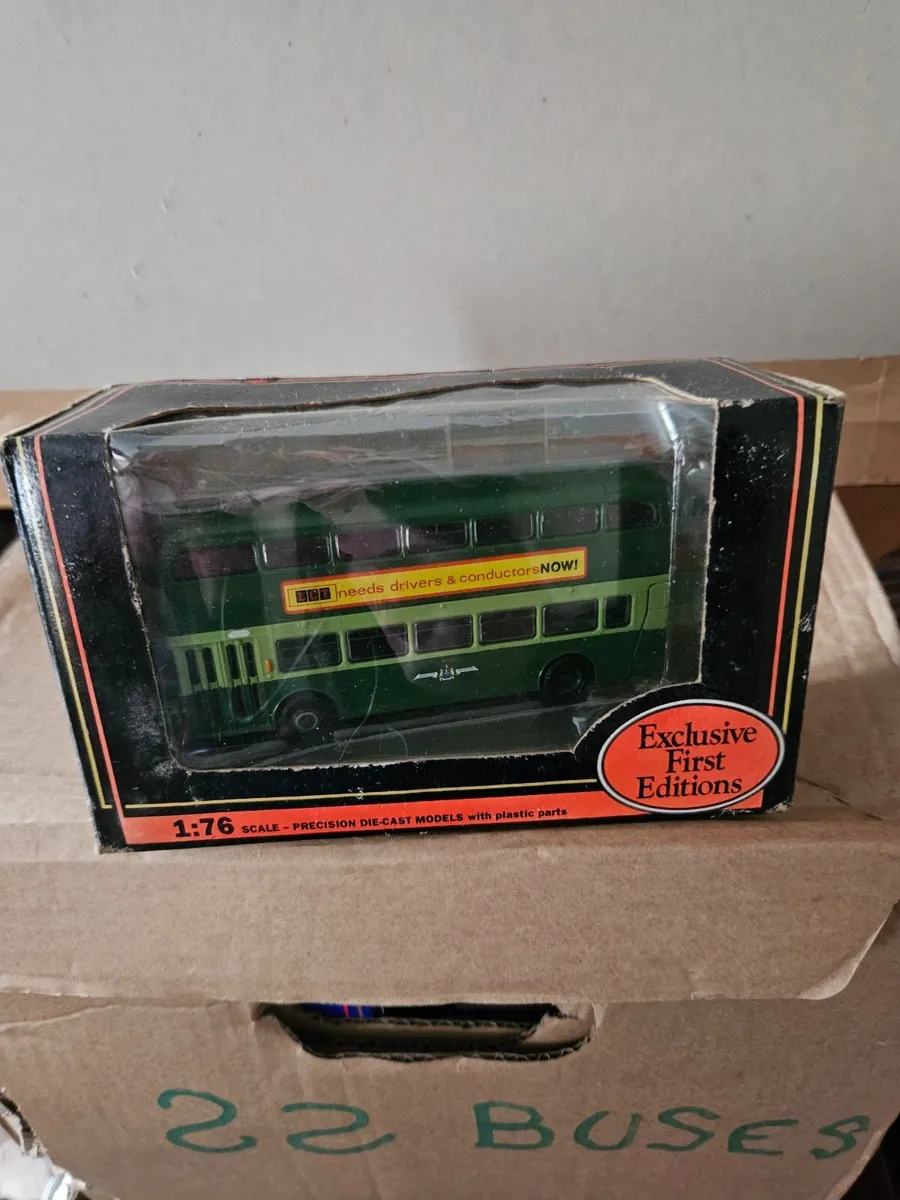 LCT needs drivers & conductors NOW!
Exclusive
First
Editions
1:76 SCALE – PRECISION DIE-CAST MODELS with plastic parts
22 BUSES